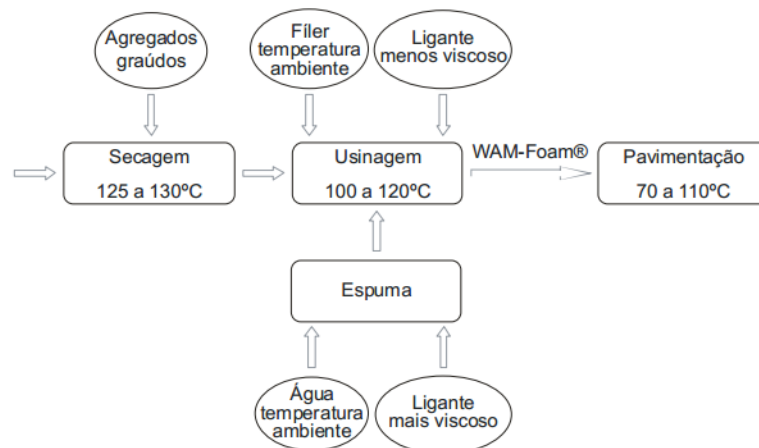 Agregados
graúdos
Fíler
temperatura
ambiente
Ligante
menos viscoso
Secagem
125 a 130ºC
Usinagem
100 a 120ºC
WAM-Foam®
Pavimentação
70 a 110ºC
Espuma
Água
temperatura
ambiente
Ligante
mais viscoso